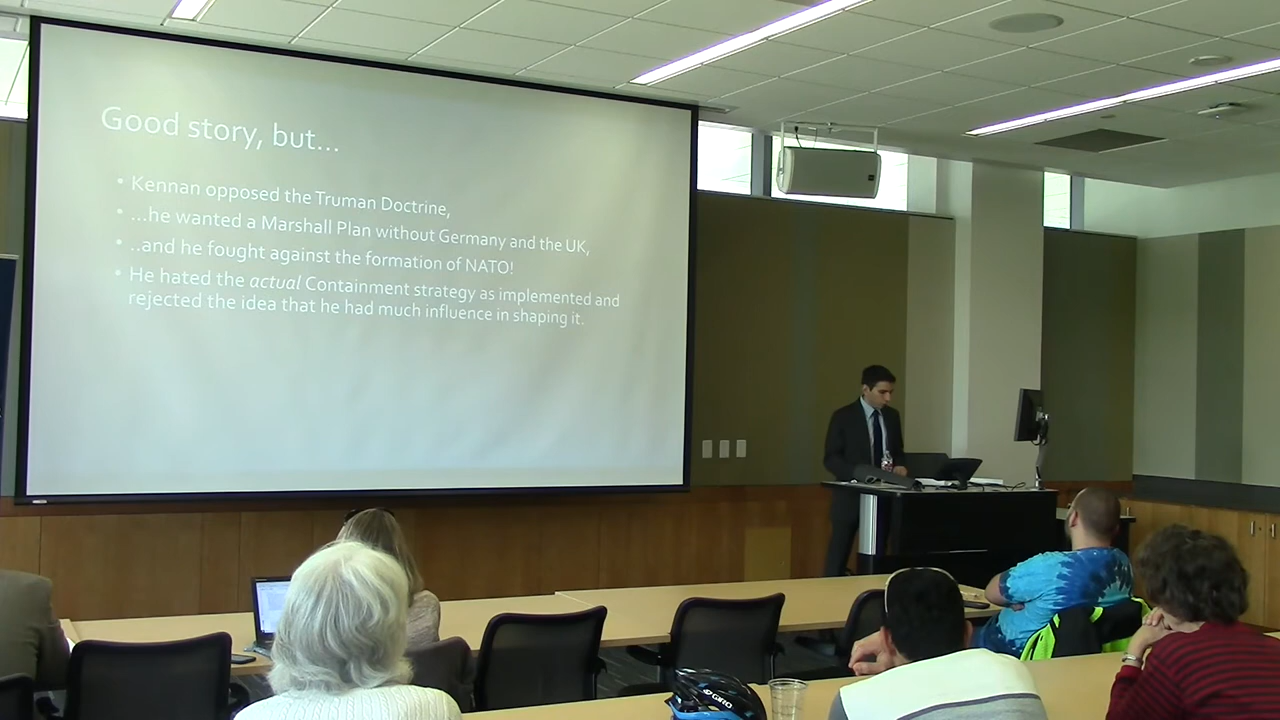 Good story, but...
• Kennan opposed the Truman Doctrine,
• ...he wanted a Marshall Plan without Germany and the UK,
• ..and he fought against the formation of NATO!
• He hated the actual Containment strategy as implemented and
rejected the idea that he had much influence in shaping it.
GIRO